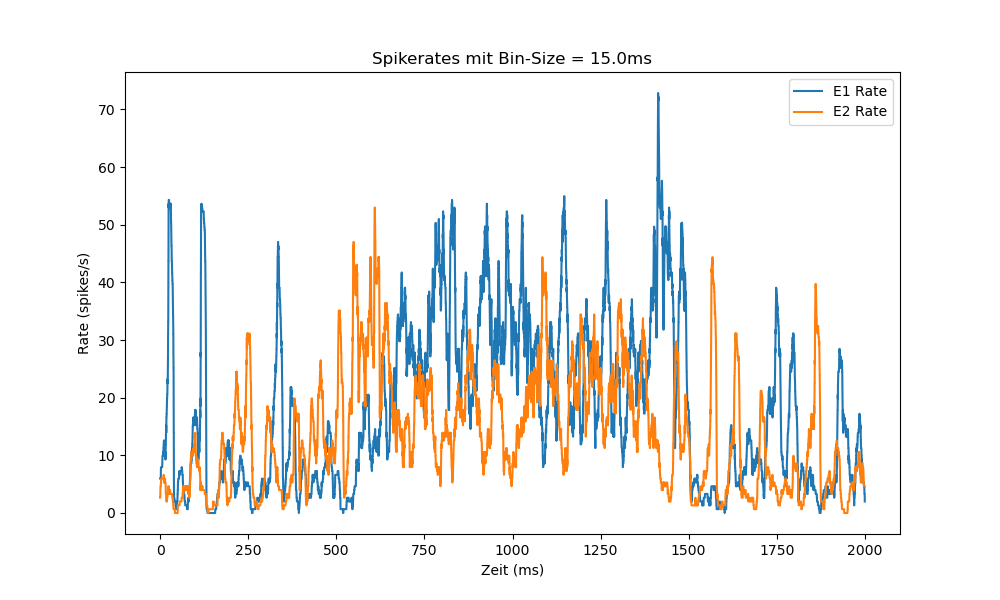 Spikerates mit Bin-Size = 15.0ms
E1 Rate
E2 Rate
Rate (spikes/s)
70
60
50
40
30
20
10
0
0 250 500 750 1000 1250 1500 1750 2000
Zeit (ms)